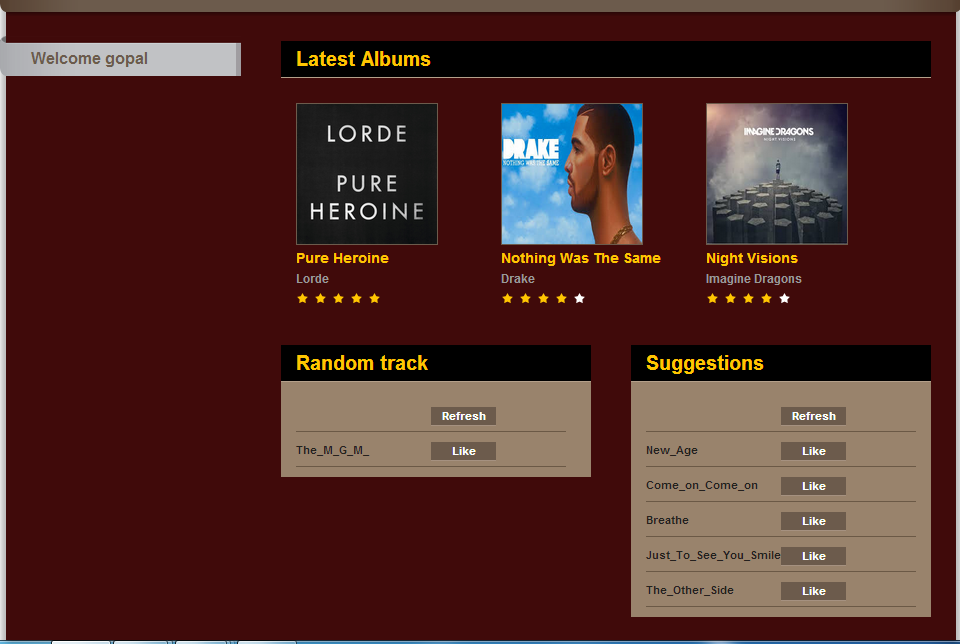 Welcome gopal
Latest Albums
LORDE
PURE
HEROINE
DRAKE
NOTHING WAS THE SAME
IMAGINE DRAGONS
NIGHT VISIONS
Pure Heroine
Lorde
Nothing Was The Same
Drake
Night Visions
Imagine Dragons
Random track
Refresh
The_M_G_M_ Like
Suggestions
Refresh
New_Age Like
Come_on_Come_on Like
Breathe Like
Just_To_See_You_Smile Like
The_Other_Side Like